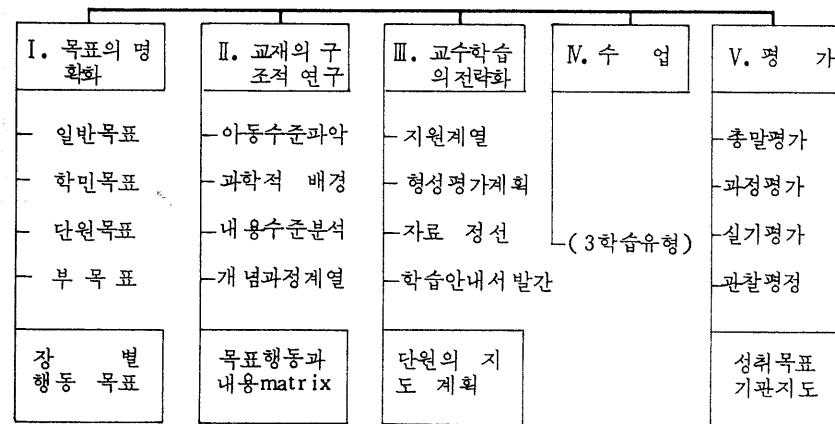 Ⅰ. 목표의 명
확화
일반목표
학민목표
단원목표
부 목 표
장 별
행동 목표
Ⅱ. 교재의 구
조적 연구
아동수준파악
과학적 배경
내용수준분석
개념과정계열
목표행동과
내용matrix
Ⅲ. 교수학습
의전략화
지원계열
형성평가계획
자료 정선
학습안내서 발간
단원의 지
도 계획
Ⅳ. 수 업
(3학습유형)
Ⅴ. 평 가
총말평가
과정평가
실기평가
관찰평정
성취목표
기관지도